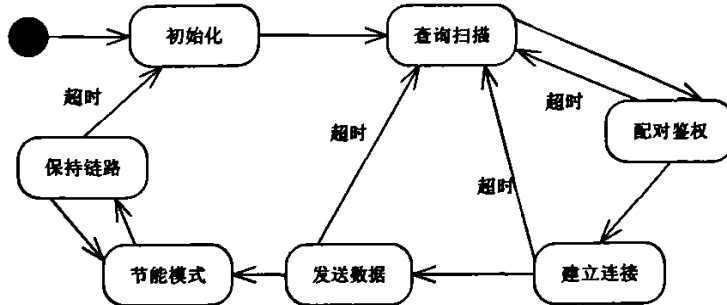 初始化
查询扫描
超时
超时
配对鉴权
超时
保持链路
超时
节能模式
发送数据
建立连接